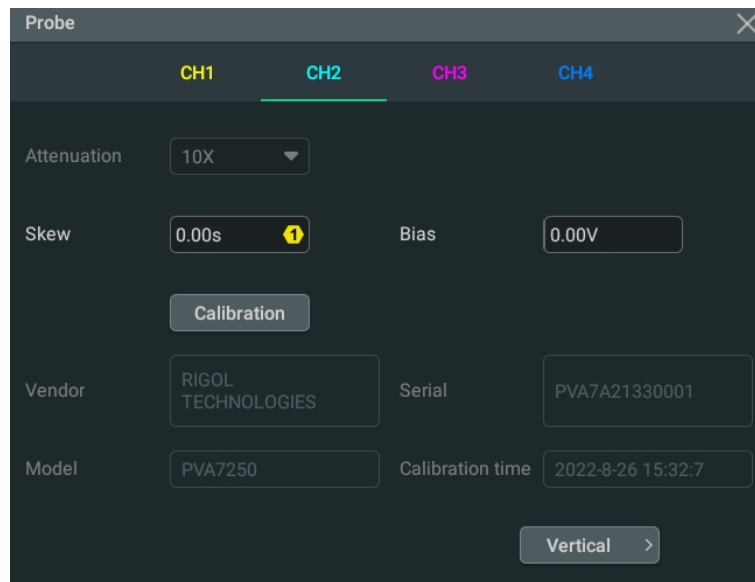 Probe
CH1 CH2 CH3 CH4
Attenuation 10X
Skew 0.00s 1 Bias 0.00V
Calibration
Vendor RIGOL
TECHNOLOGIES Serial PVA7A21330001
Model PVA7250 Calibration time 2022-8-26 15:32:7
Vertical >